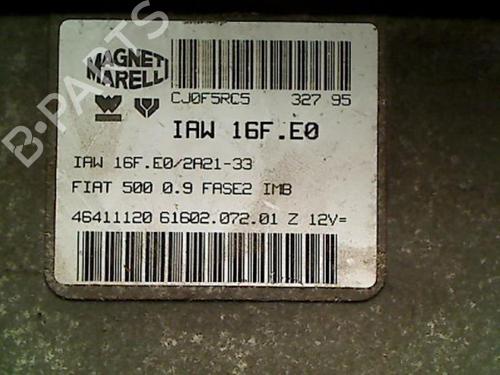 MAGNETI
MARELLI
CJ0F5RC5 327 95
IAW 16F.E0
IAW 16F.E0/2A21-33
FIAT 500 0.9 FASE2 IMB
46411120 61602.072.01 Z 12V=
B-PARTS